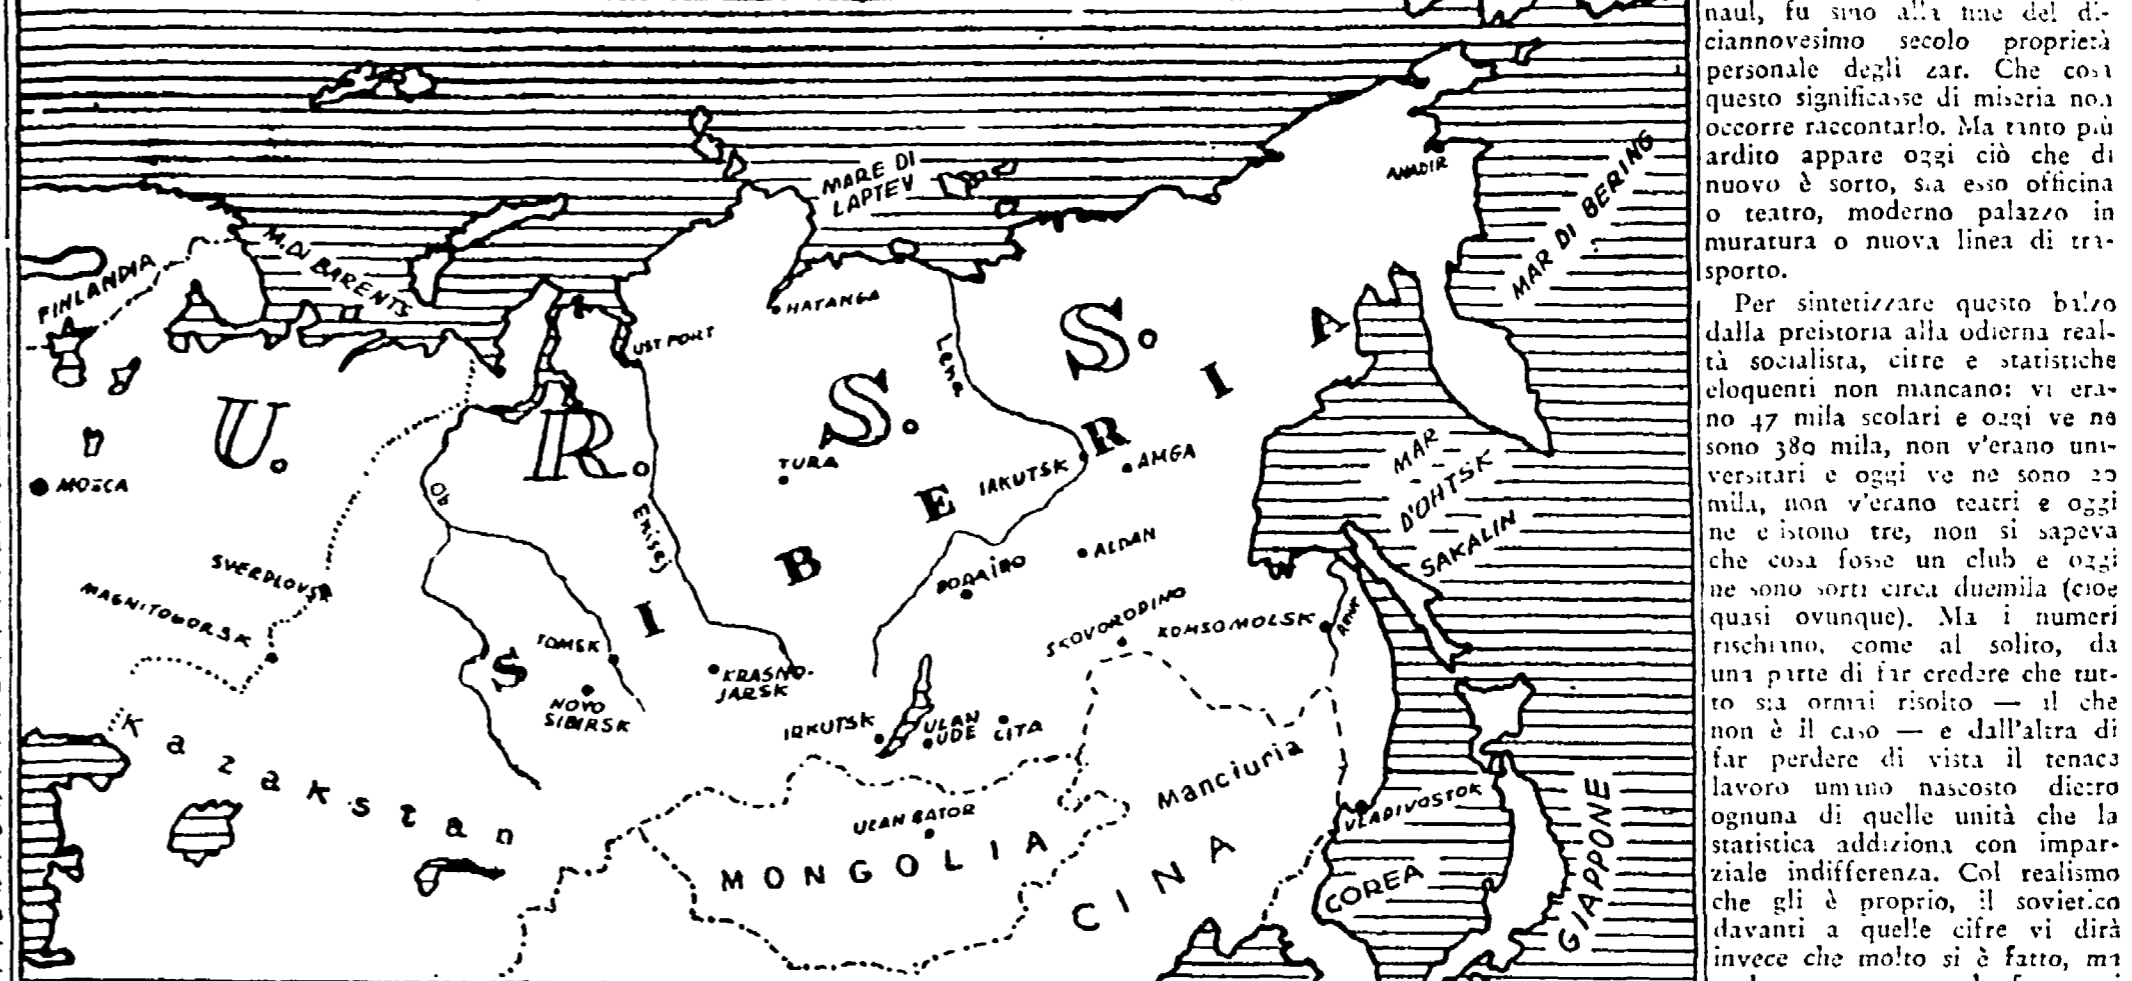 MARE DI
LAPTEV
ANADIR
MAR DI BERING
M. DI BARENTS
FINLANDIA
HATANGA
UST PORT
Lena
U. R. S. S.
SIBERIA
MOSCA
TURA
IRKUTSK
AMGA
MAR
D'OHTSK
SAKALIN
Ob
Enisej
SVERDLOVSK
MAGNITOGORSK
BODAIBO
ALDAN
SKOVORODINO
KOMSOMOLSK
Amur
TOMSK
KRASNO-
JARSK
NOVO
SIBIRSK
IRKUTSK
ULAN
UDE
CITA
Kazakstan
Manciuria
ULAN BATOR
MONGOLIA
CINA
VLADIVOSTOK
COREA
GIAPPONE
naul, fu sino alla fine del di-
ciannovesimo secolo proprietà
personale degli zar. Che cosa
questo significasse di miseria non
occorre raccontarlo. Ma tanto più
ardito appare oggi ciò che di
nuovo è sorto, sia esso officina
o teatro, moderno palazzo in
muratura o nuova linea di tra-
sporto.
Per sintetizzare questo balzo
dalla preistoria alla odierna real-
tà socialista, cifre e statistiche
eloquenti non mancano: vi era-
no 47 mila scolari e oggi ve ne
sono 380 mila, non v'erano uni-
versitari e oggi ve ne sono
mila, non v'erano teatri e oggi
ne esistono tre, non si sapeva
che cosa fosse un club e oggi
ne sono sorti circa duemila (cioè
quasi ovunque). Ma i numeri
rischiano, come al solito, da
una parte di far credere che tut-
to sia ormai risolto — il che
non è il caso — e dall'altra di
far perdere di vista il tenace
lavoro umano nascosto dietro
ognuna di quelle unità che la
statistica addiziona con impar-
ziale indifferenza. Col realismo
che gli è proprio, il sovietico
davanti a quelle cifre vi dirà
invece che molto si è fatto, ma